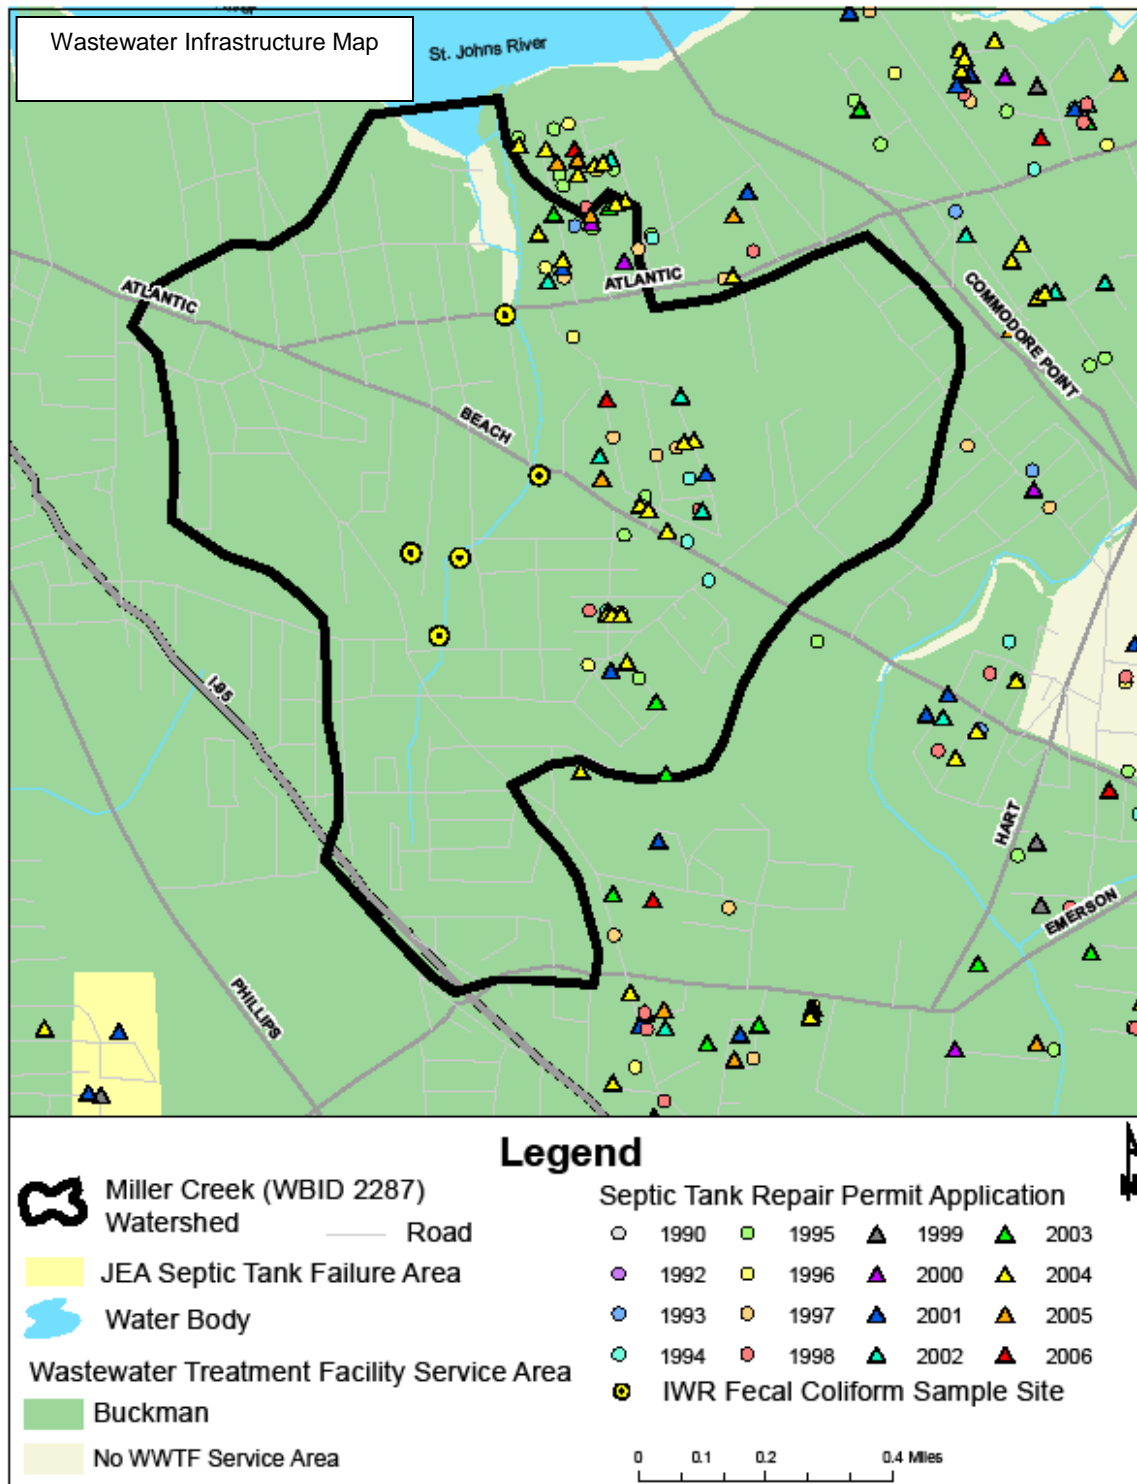 Wastewater Infrastructure Map
St. Johns River
ATLANTIC
ATLANTIC
COMMODORE POINT
BEACH
I-95
HART
EMERSON
PHILLIPS
Legend
Miller Creek (WBID 2287)
Watershed
Road
JEA Septic Tank Failure Area
Water Body
Wastewater Treatment Facility Service Area
Buckman
No WWTF Service Area
Septic Tank Repair Permit Application
1990 1995 1999 2003
1992 1996 2000 2004
1993 1997 2001 2005
1994 1998 2002 2006
IWR Fecal Coliform Sample Site
0 0.1 0.2 0.4 Miles